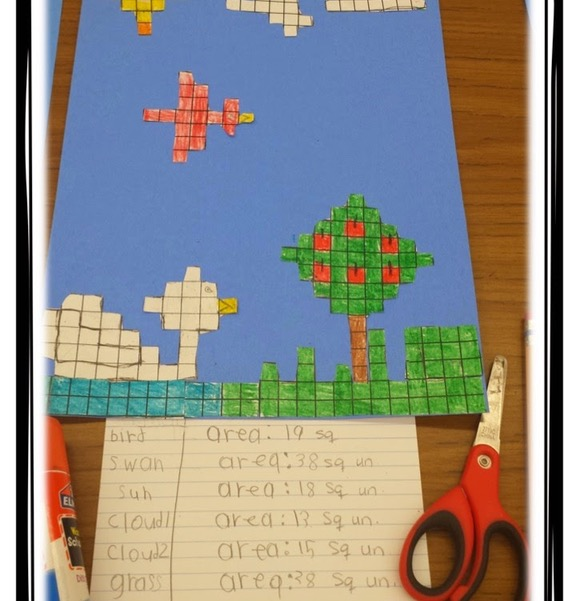 bird area: 19 sq
swan area: 38 sq un
sun area: 18 sq un.
cloud1 area: 13 sq un.
cloud2 area: 15 sq un
grass area: 38 sq un.